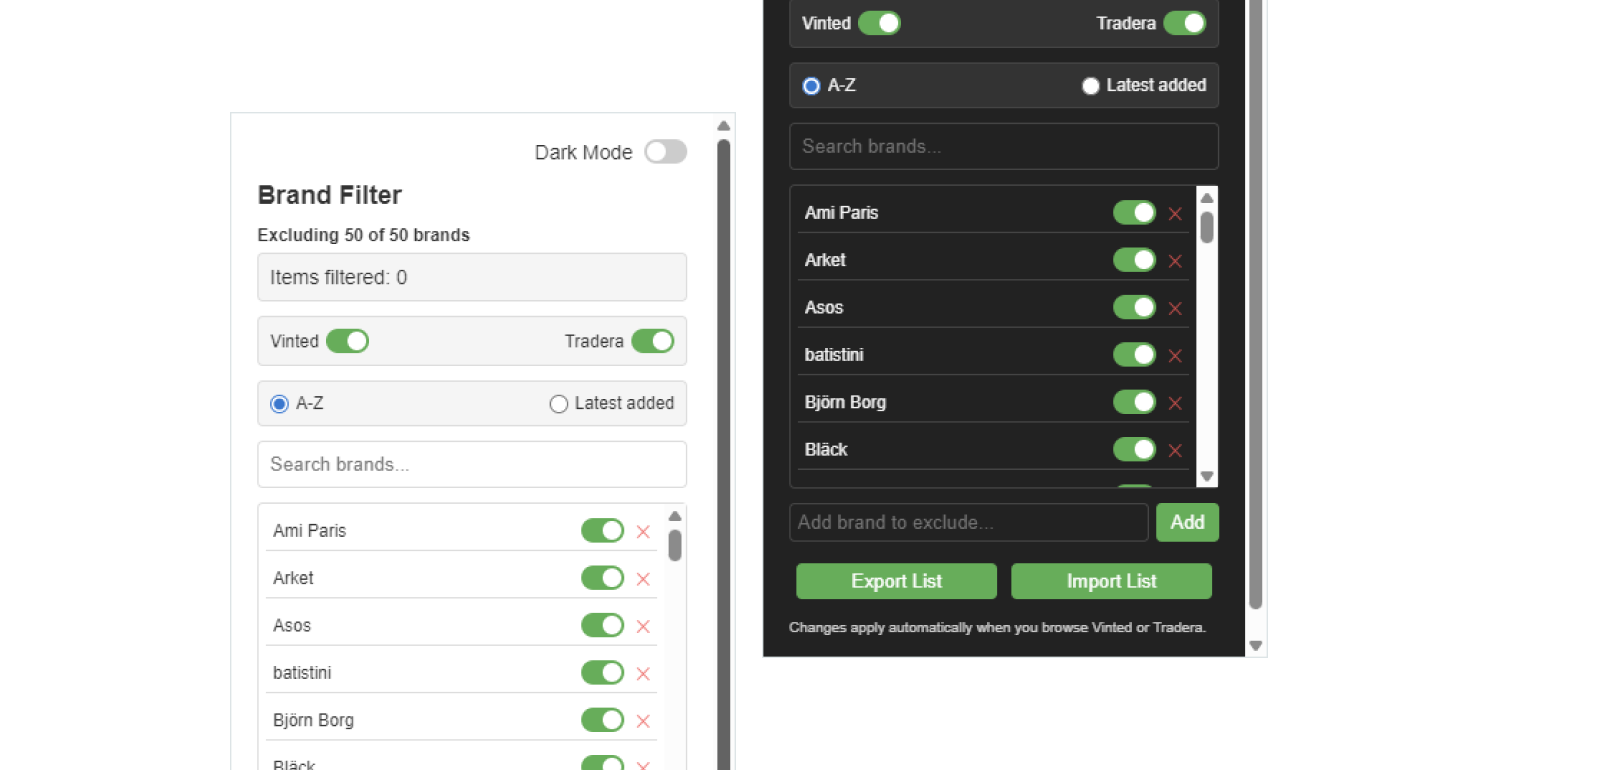 Dark Mode
Brand Filter
Excluding 50 of 50 brands
Items filtered: 0
Vinted
Tradera
A-Z
Latest added
Search brands...
Ami Paris
Arket
Asos
batistini
Björn Borg
Bläck
Vinted
Tradera
A-Z
Latest added
Search brands...
Ami Paris
Arket
Asos
batistini
Björn Borg
Bläck
Add brand to exclude...
Add
Export List
Import List
Changes apply automatically when you browse Vinted or Tradera.